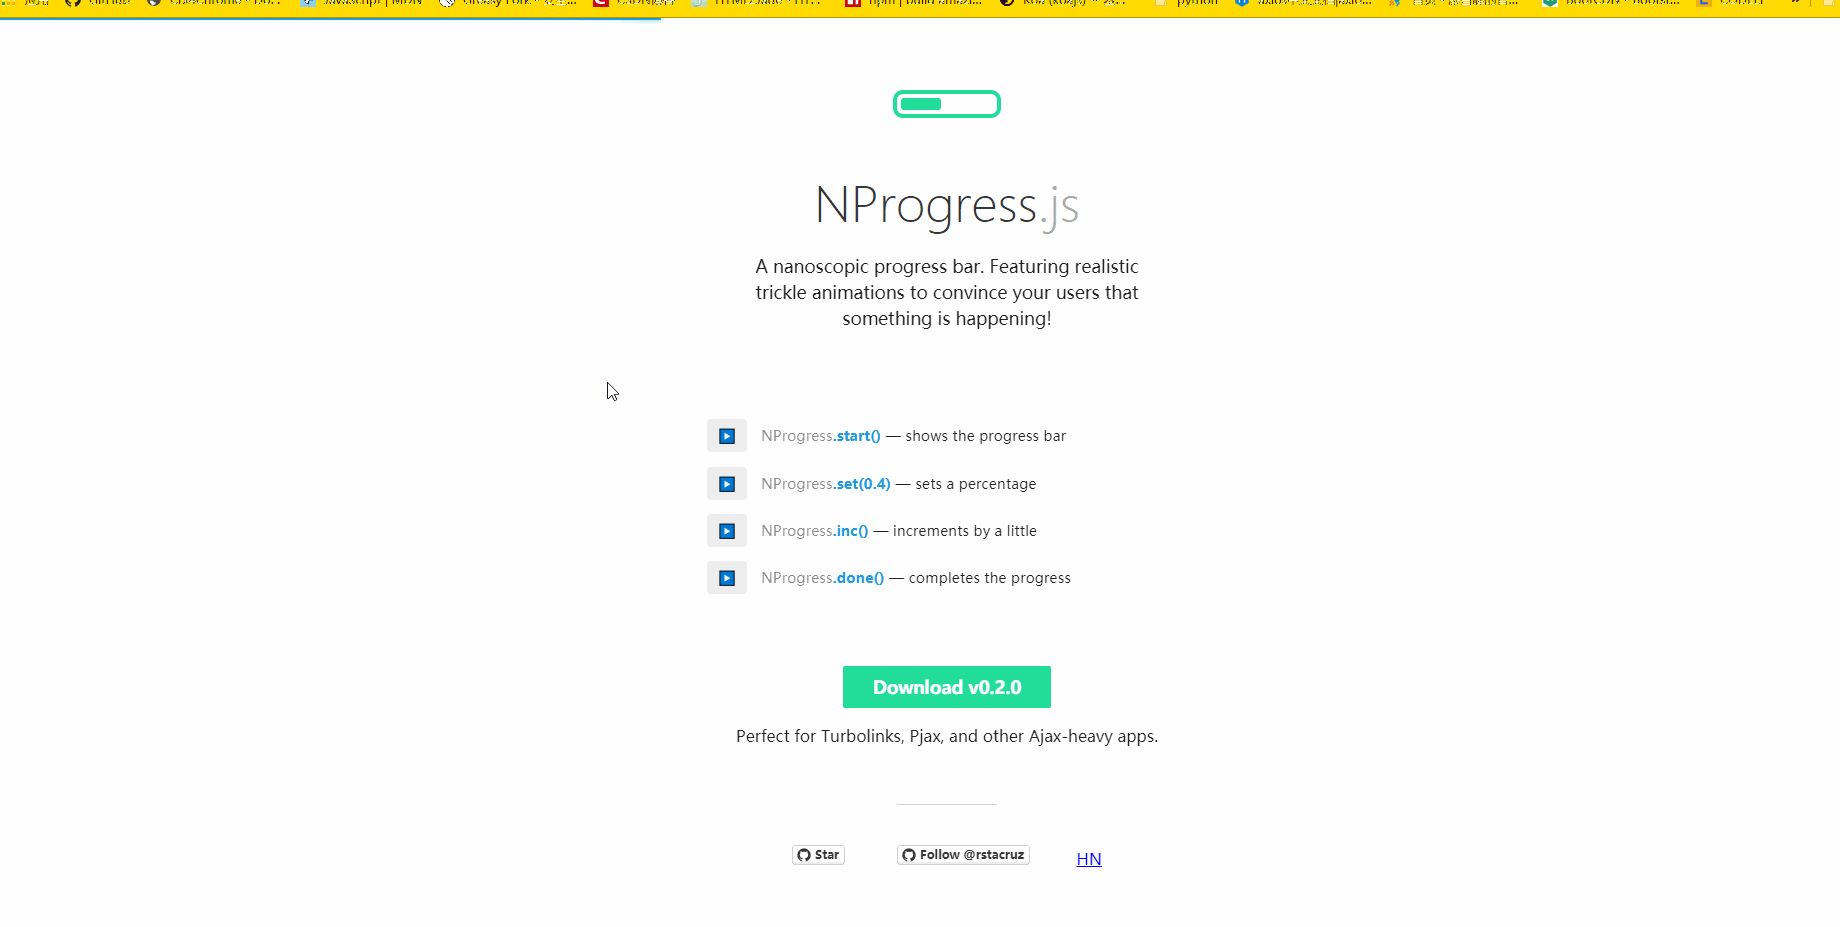 NProgress.js
A nanoscopic progress bar. Featuring realistic
trickle animations to convince your users that
something is happening!
NProgress.start() — shows the progress bar
NProgress.set(0.4) — sets a percentage
NProgress.inc() — increments by a little
NProgress.done() — completes the progress
Download v0.2.0
Perfect for Turbolinks, Pjax, and other Ajax-heavy apps.
Star
Follow @rstacruz
HN